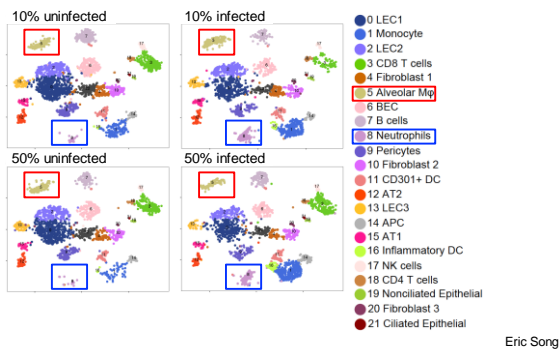 10% uninfected
10% infected
50% uninfected
50% infected
0 LEC1
1 Monocyte
2 LEC2
3 CD8 T cells
4 Fibroblast 1
5 Alveolar Mφ
6 BEC
7 B cells
8 Neutrophils
9 Pericytes
10 Fibroblast 2
11 CD301+ DC
12 AT2
13 LEC3
14 APC
15 AT1
16 Inflammatory DC
17 NK cells
18 CD4 T cells
19 Nonciliated Epithelial
20 Fibroblast 3
21 Ciliated Epithelial
Eric Song